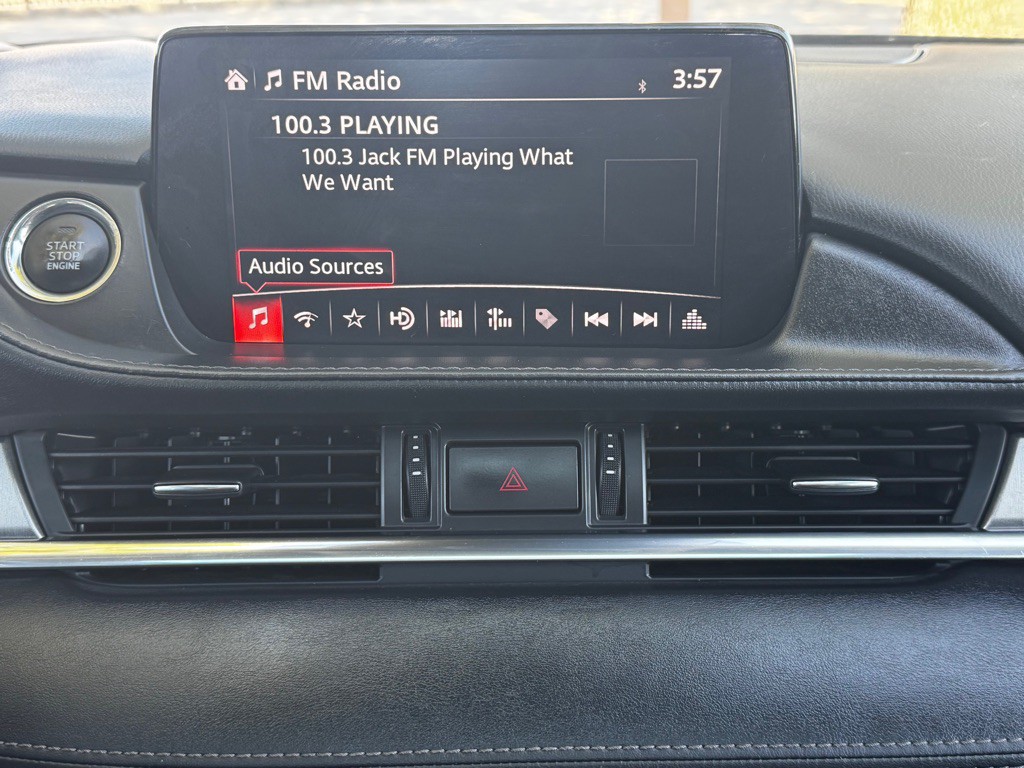 FM Radio 3:57
100.3 PLAYING
100.3 Jack FM Playing What
We Want
START
STOP
ENGINE
Audio Sources
HD